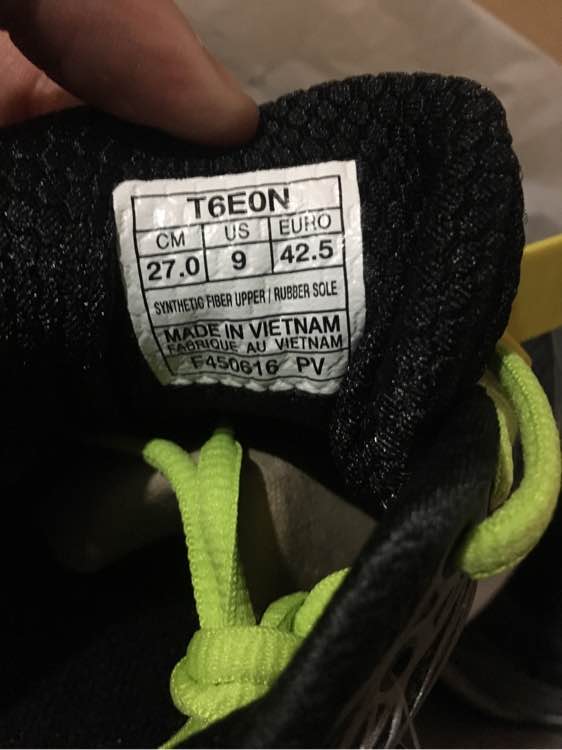 T6E0N
CM US EURO
27.0 9 42.5
SYNTHETIC FIBER UPPER / RUBBER SOLE
MADE IN VIETNAM
FABRIQUE AU VIETNAM
F450616 PV